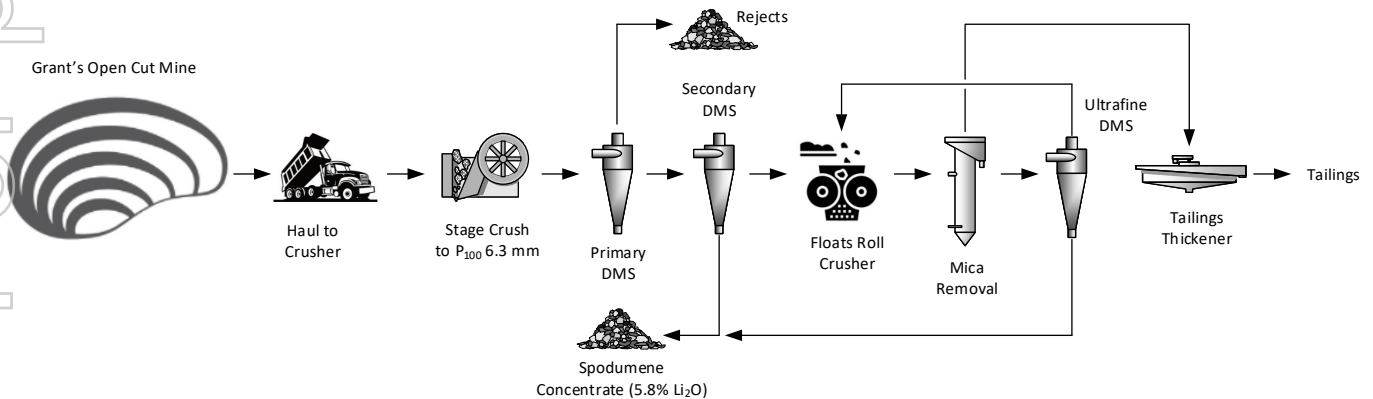 Grant's Open Cut Mine
Haul to
Crusher
Stage Crush
to P₁₀₀ 6.3 mm
Primary
DMS
Rejects
Secondary
DMS
Spodumene
Concentrate (5.8% Li₂O)
Floats Roll
Crusher
Mica
Removal
Ultrafine
DMS
Tailings
Thickener
Tailings